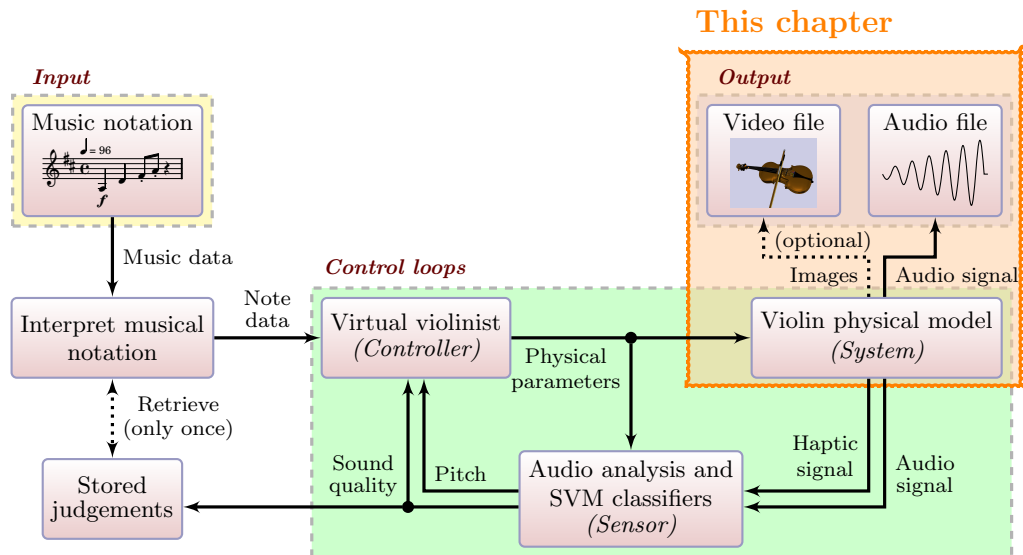 This chapter
Input
Output
Music notation
= 96
f
Video file
Audio file
Music data
(optional)
Images
Audio signal
Control loops
Interpret musical
notation
Note
data
Virtual violinist
(Controller)
Physical
parameters
Violin physical model
(System)
Retrieve
(only once)
Stored
judgements
Sound
quality
Pitch
Audio analysis and
SVM classifiers
(Sensor)
Haptic
signal
Audio
signal